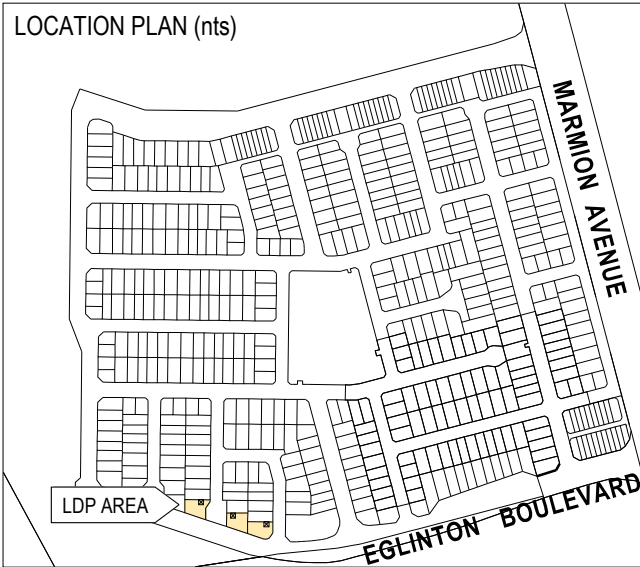 LOCATION PLAN (nts)
MARMION AVENUE
LDP AREA
EGLINTON BOULEVARD